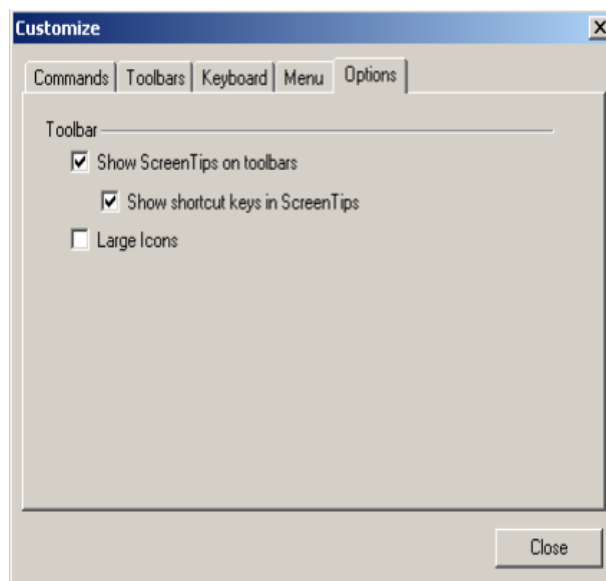 Customize
Commands Toolbars Keyboard Menu Options
Toolbar
Show ScreenTips on toolbars
Show shortcut keys in ScreenTips
Large Icons
Close